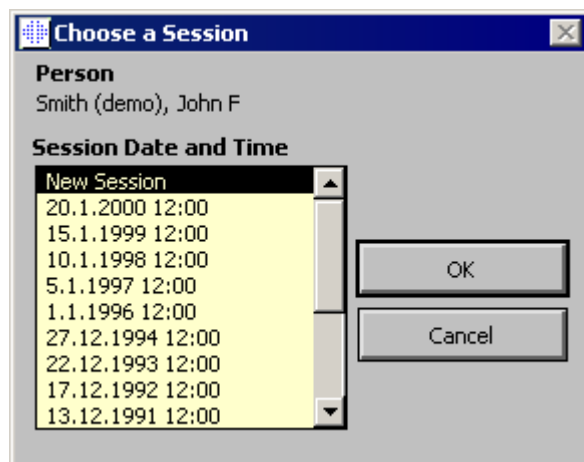 Choose a Session
Person
Smith (demo), John F
Session Date and Time
New Session
20.1.2000 12:00
15.1.1999 12:00
10.1.1998 12:00
5.1.1997 12:00
1.1.1996 12:00
27.12.1994 12:00
22.12.1993 12:00
17.12.1992 12:00
13.12.1991 12:00
OK
Cancel